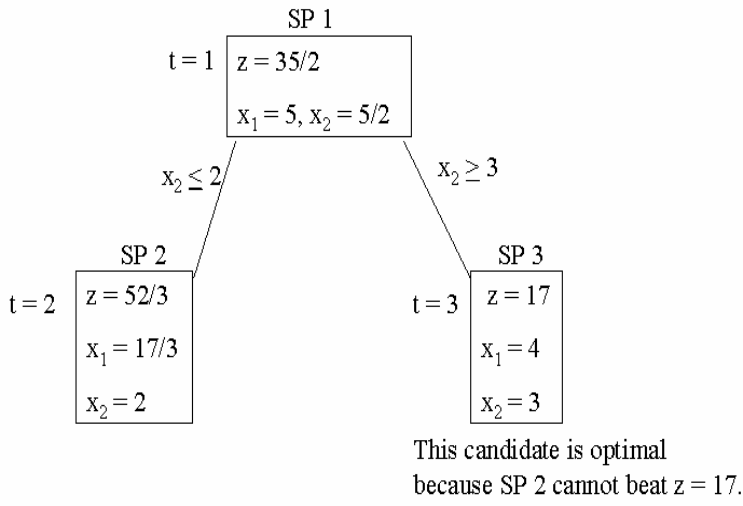 SP 1
t = 1
z = 35/2
x₁ = 5, x₂ = 5/2
x₂ ≤ 2
x₂ ≥ 3
SP 2
SP 3
t = 2
z = 52/3
x₁ = 17/3
x₂ = 2
t = 3
z = 17
x₁ = 4
x₂ = 3
This candidate is optimal
because SP 2 cannot beat z = 17.